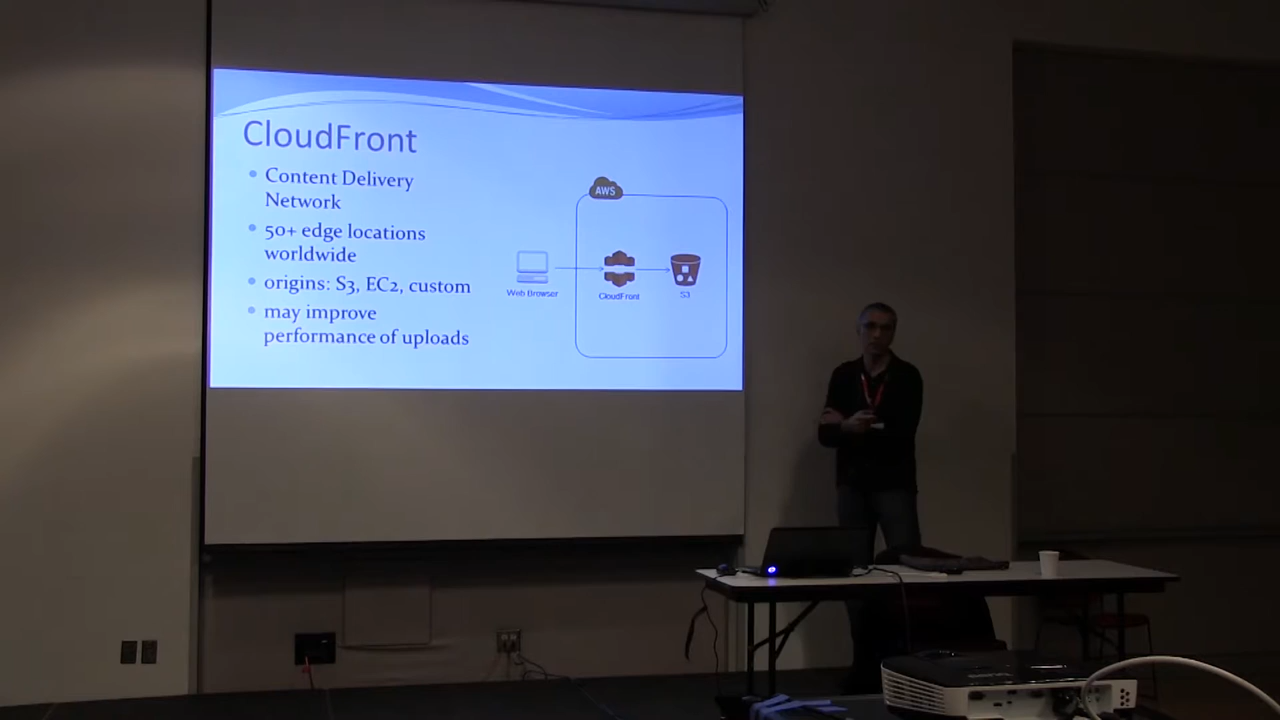 CloudFront
Content Delivery
Network
50+ edge locations
worldwide
origins: S3, EC2, custom
may improve
performance of uploads
AWS
Web Browser
CloudFront
S3